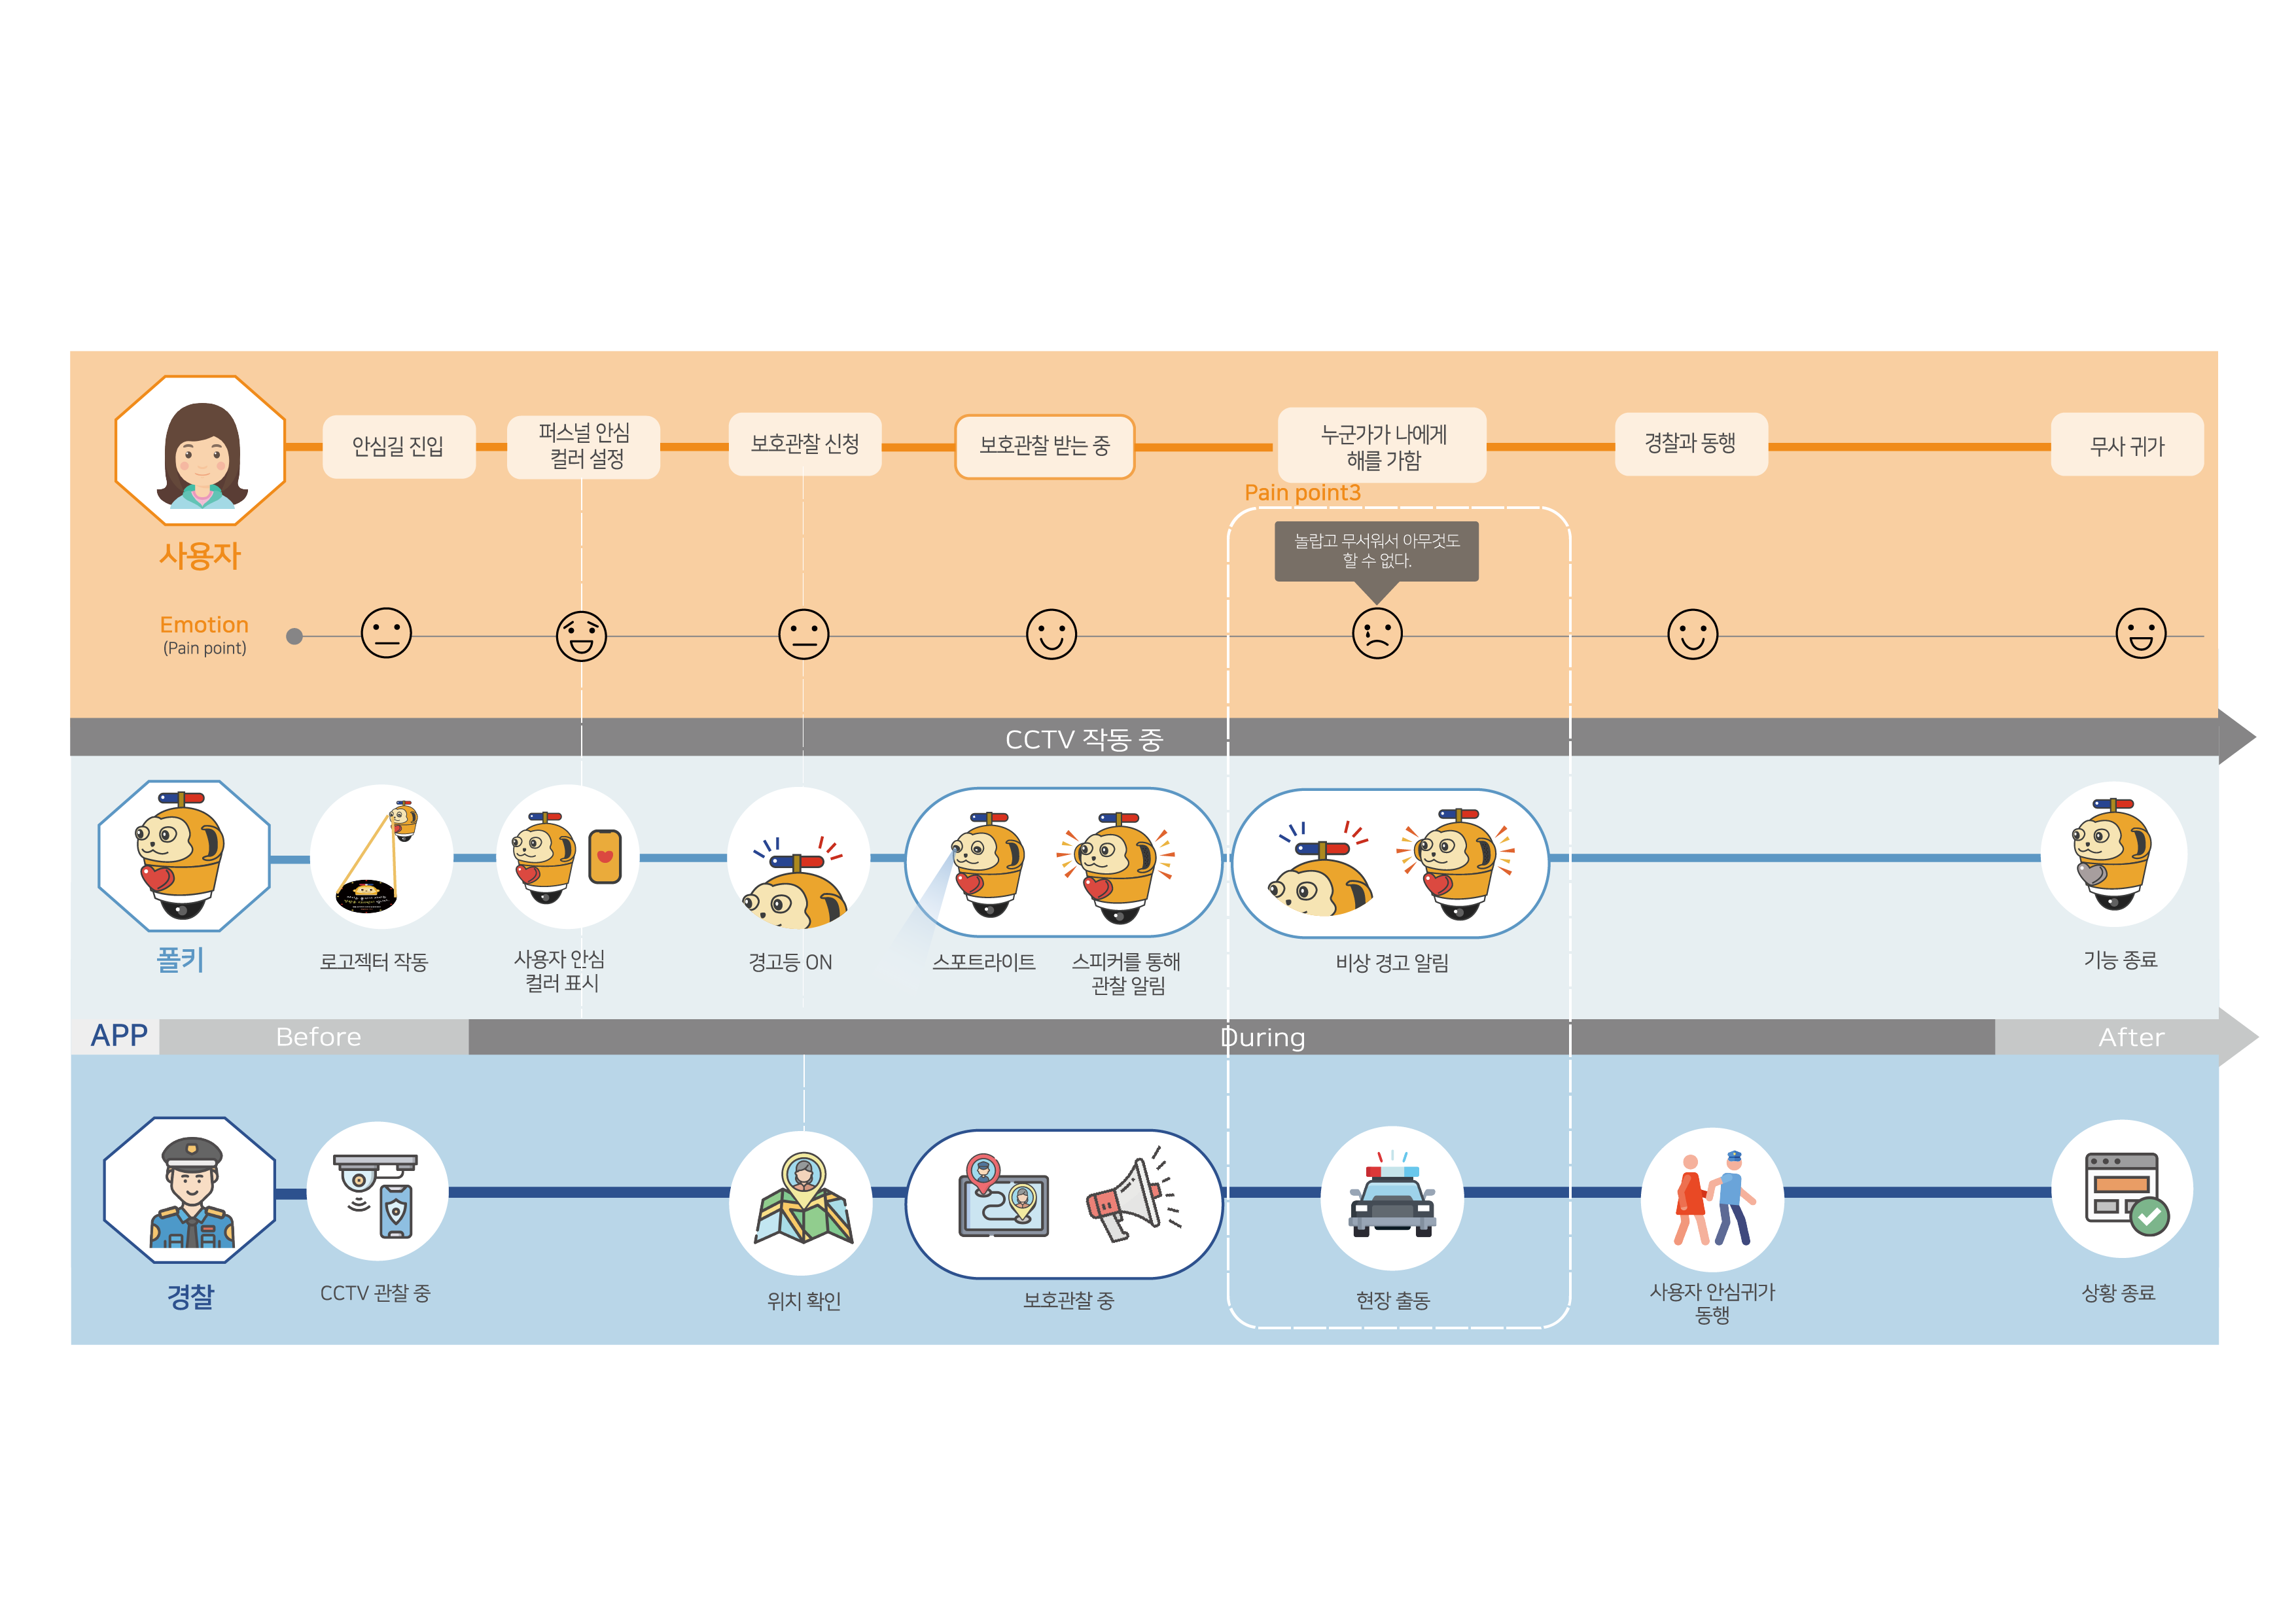 안심길 진입
퍼스널 안심
컬러 설정
보호관찰 신청
보호관찰 받는 중
누군가가 나에게
해를 가함
경찰과 동행
무사 귀가
사용자
Pain point3
놀랍고 무서워서 아무것도
할 수 없다.
Emotion
(Pain point)
CCTV 작동 중
폴키
로고젝터 작동
사용자 안심
컬러 표시
경고등 ON
스포트라이트
스피커를 통해
관찰 알림
비상 경고 알림
기능 종료
APP
Before
During
After
경찰
CCTV 관찰 중
위치 확인
보호관찰 중
현장 출동
사용자 안심귀가
동행
상황 종료